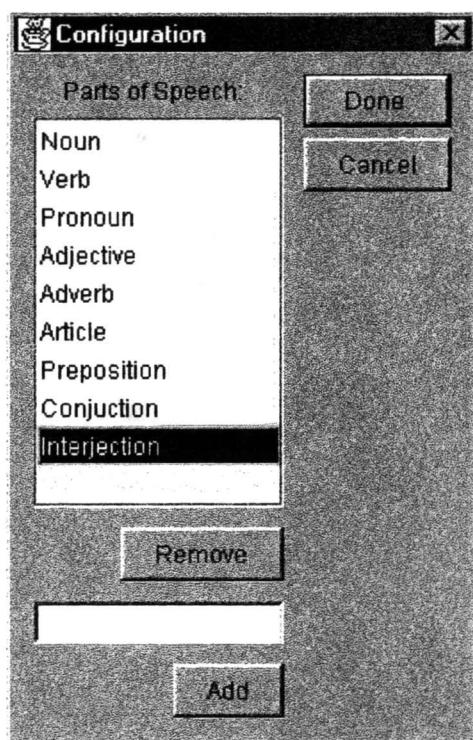 Configuration
Parts of Speech:
Done
Cancel
Noun
Verb
Pronoun
Adjective
Adverb
Article
Preposition
Conjuction
Interjection
Remove
Add